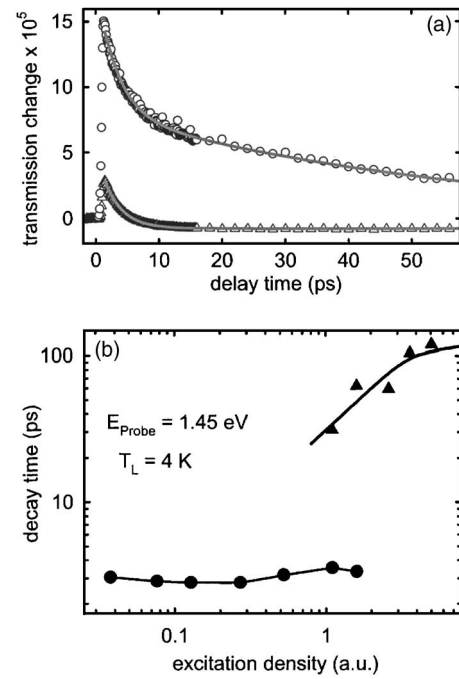 (a)
transmission change x 10⁵
15
10
5
0
0 10 20 30 40 50
delay time (ps)
(b)
decay time (ps)
100
10
E_Probe = 1.45 eV
T_L = 4 K
0.1 1
excitation density (a.u.)